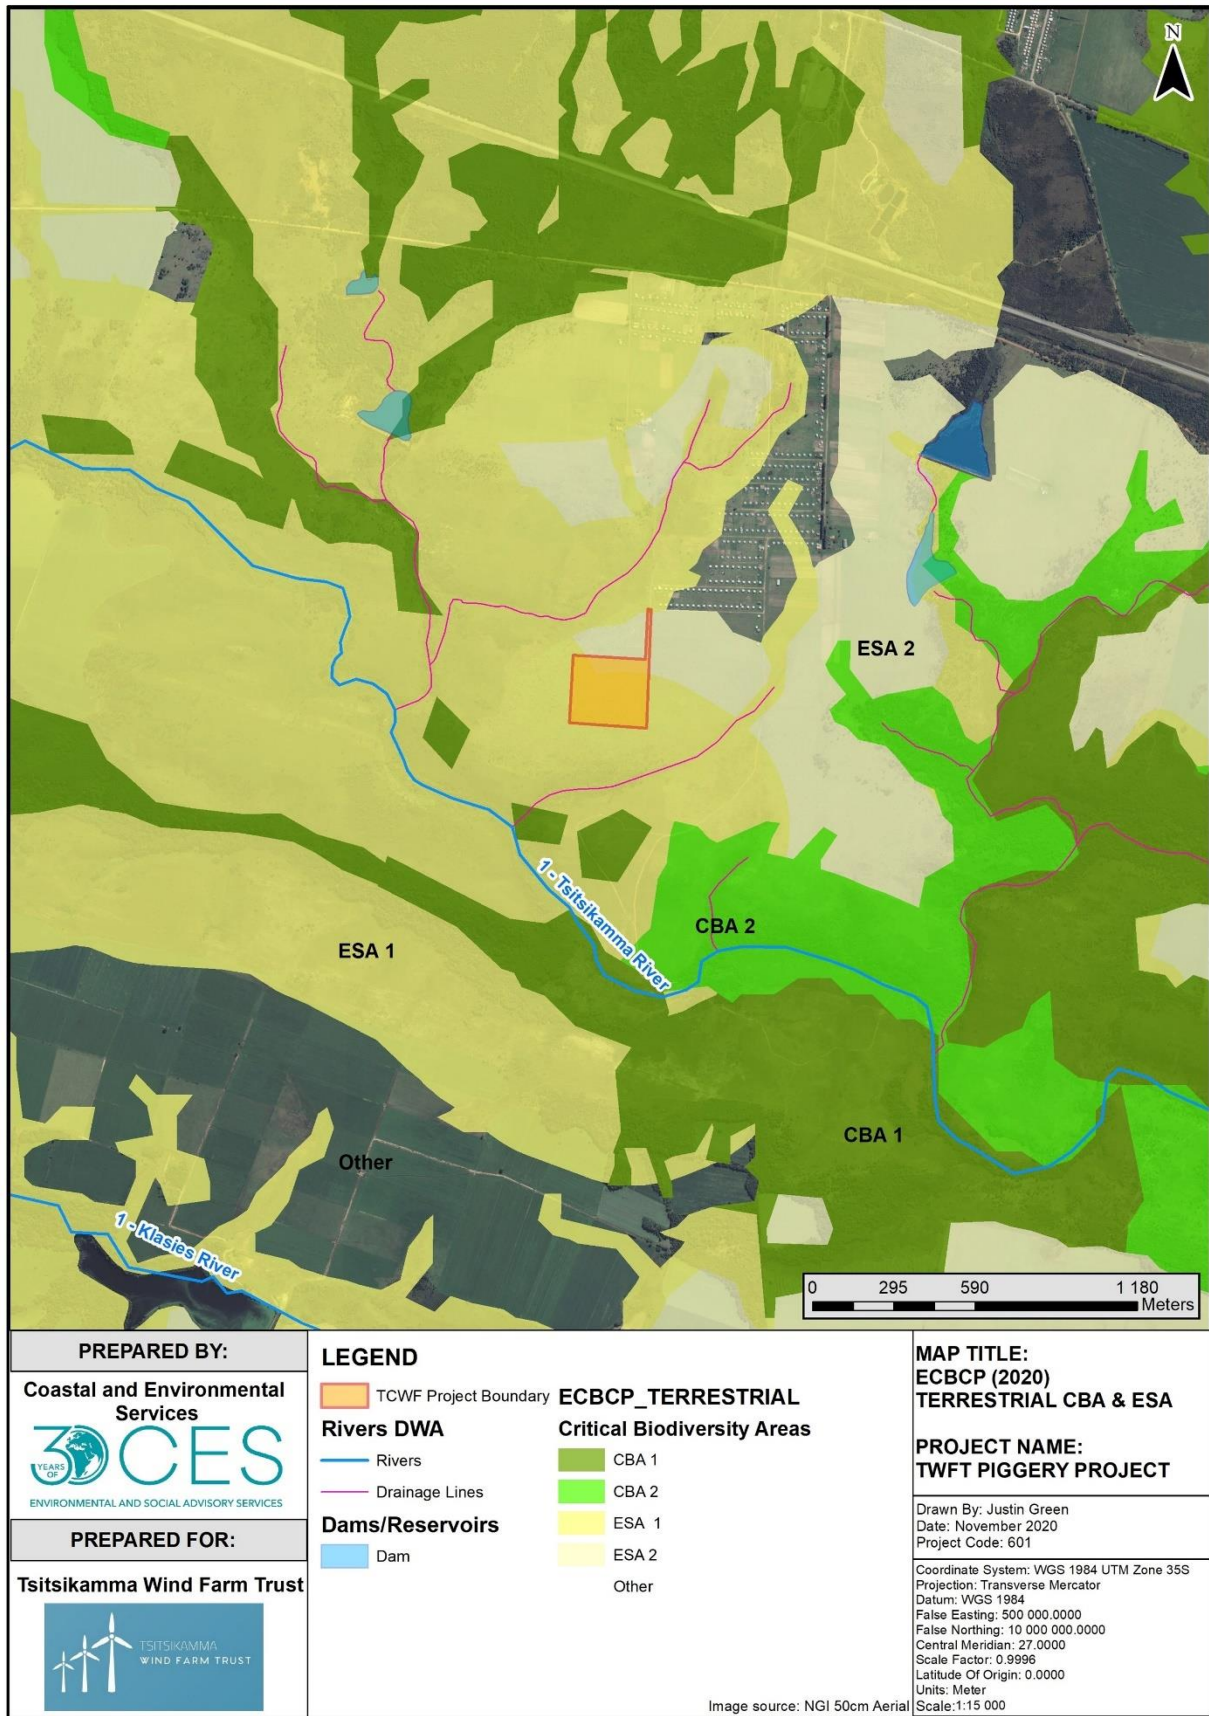 N
ESA 2
1 - Tsitsikamma River
CBA 2
ESA 1
CBA 1
Other
1 - Klasies River
0 295 590 1 180
Meters
PREPARED BY:
Coastal and Environmental
Services
30 CES
YEARS
OF
ENVIRONMENTAL AND SOCIAL ADVISORY SERVICES
PREPARED FOR:
Tsitsikamma Wind Farm Trust
TSITSIKAMMA
WIND FARM TRUST
LEGEND
TCWF Project Boundary
Rivers DWA
Rivers
Drainage Lines
Dams/Reservoirs
Dam
ECBCP_TERRESTRIAL
Critical Biodiversity Areas
CBA 1
CBA 2
ESA 1
ESA 2
Other
Image source: NGI 50cm Aerial
MAP TITLE:
ECBCP (2020)
TERRESTRIAL CBA & ESA
PROJECT NAME:
TWFT PIGGERY PROJECT
Drawn By: Justin Green
Date: November 2020
Project Code: 601
Coordinate System: WGS 1984 UTM Zone 35S
Projection: Transverse Mercator
Datum: WGS 1984
False Easting: 500 000.0000
False Northing: 10 000 000.0000
Central Meridian: 27.0000
Scale Factor: 0.9996
Latitude Of Origin: 0.0000
Units: Meter
Scale:1:15 000